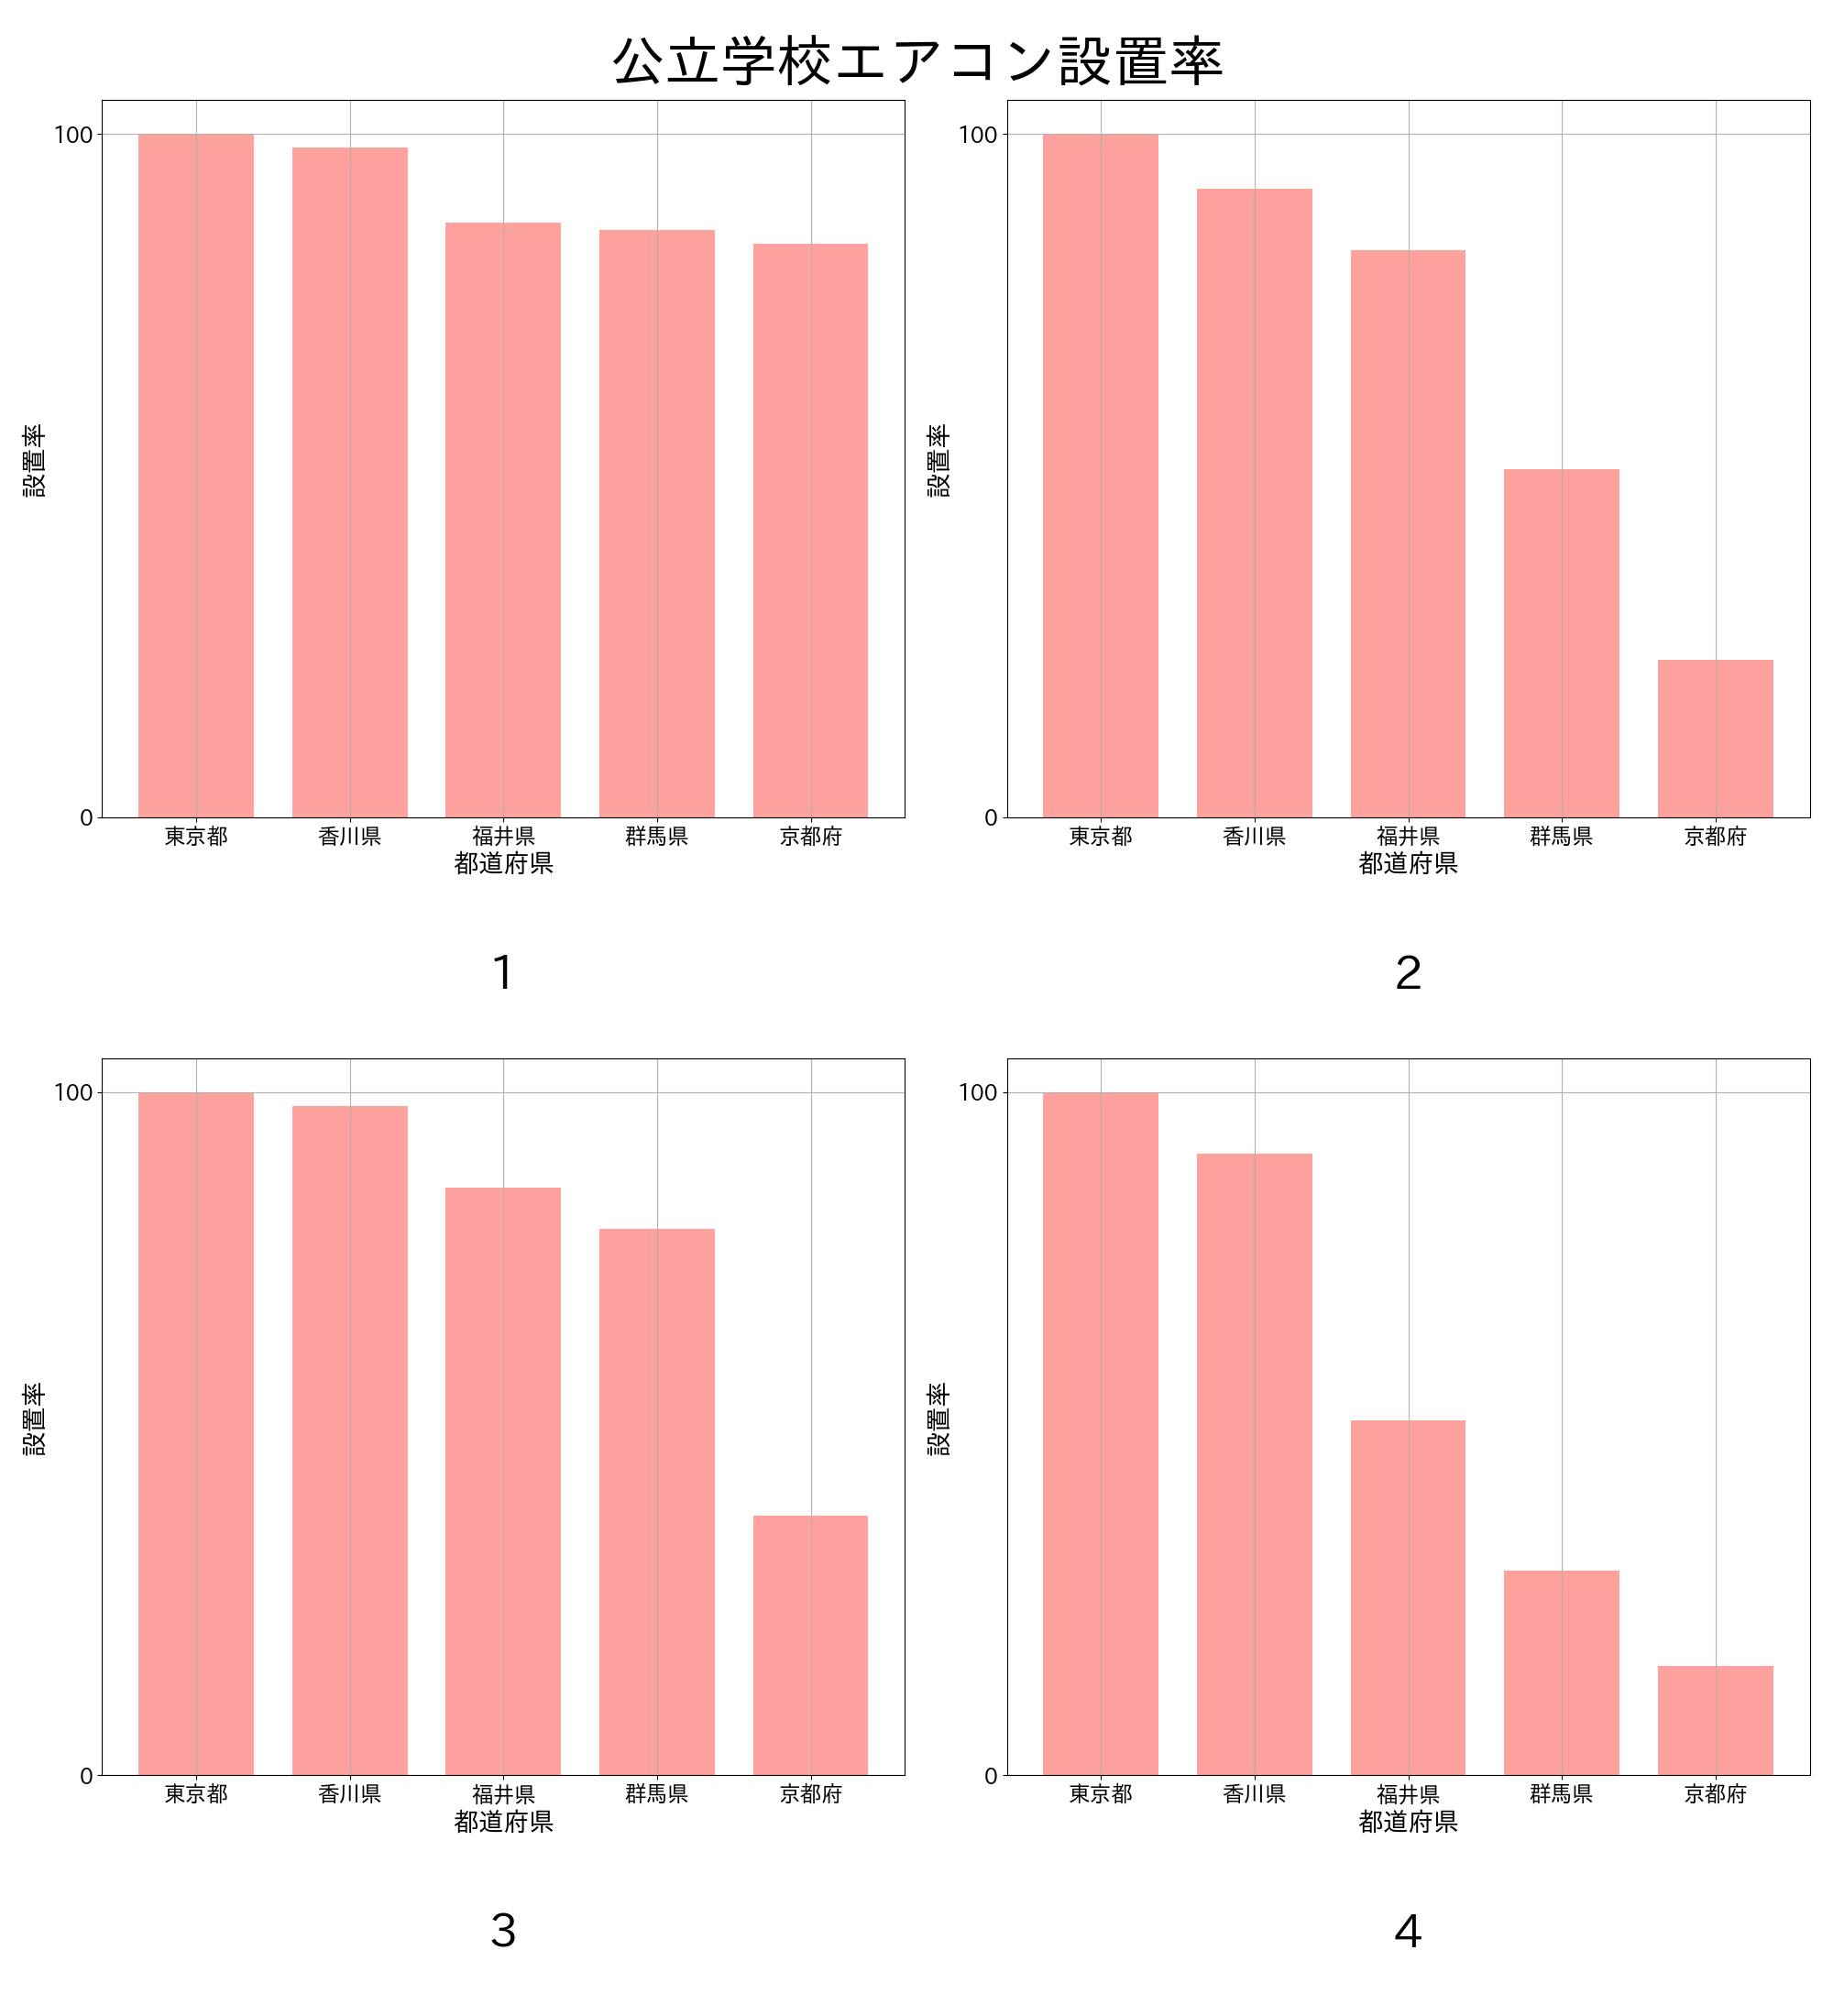 公立学校エアコン設置率
100
0
設置率
東京都 香川県 福井県 群馬県 京都府
都道府県
1
100
0
設置率
東京都 香川県 福井県 群馬県 京都府
都道府県
2
100
0
設置率
東京都 香川県 福井県 群馬県 京都府
都道府県
3
100
0
設置率
東京都 香川県 福井県 群馬県 京都府
都道府県
4